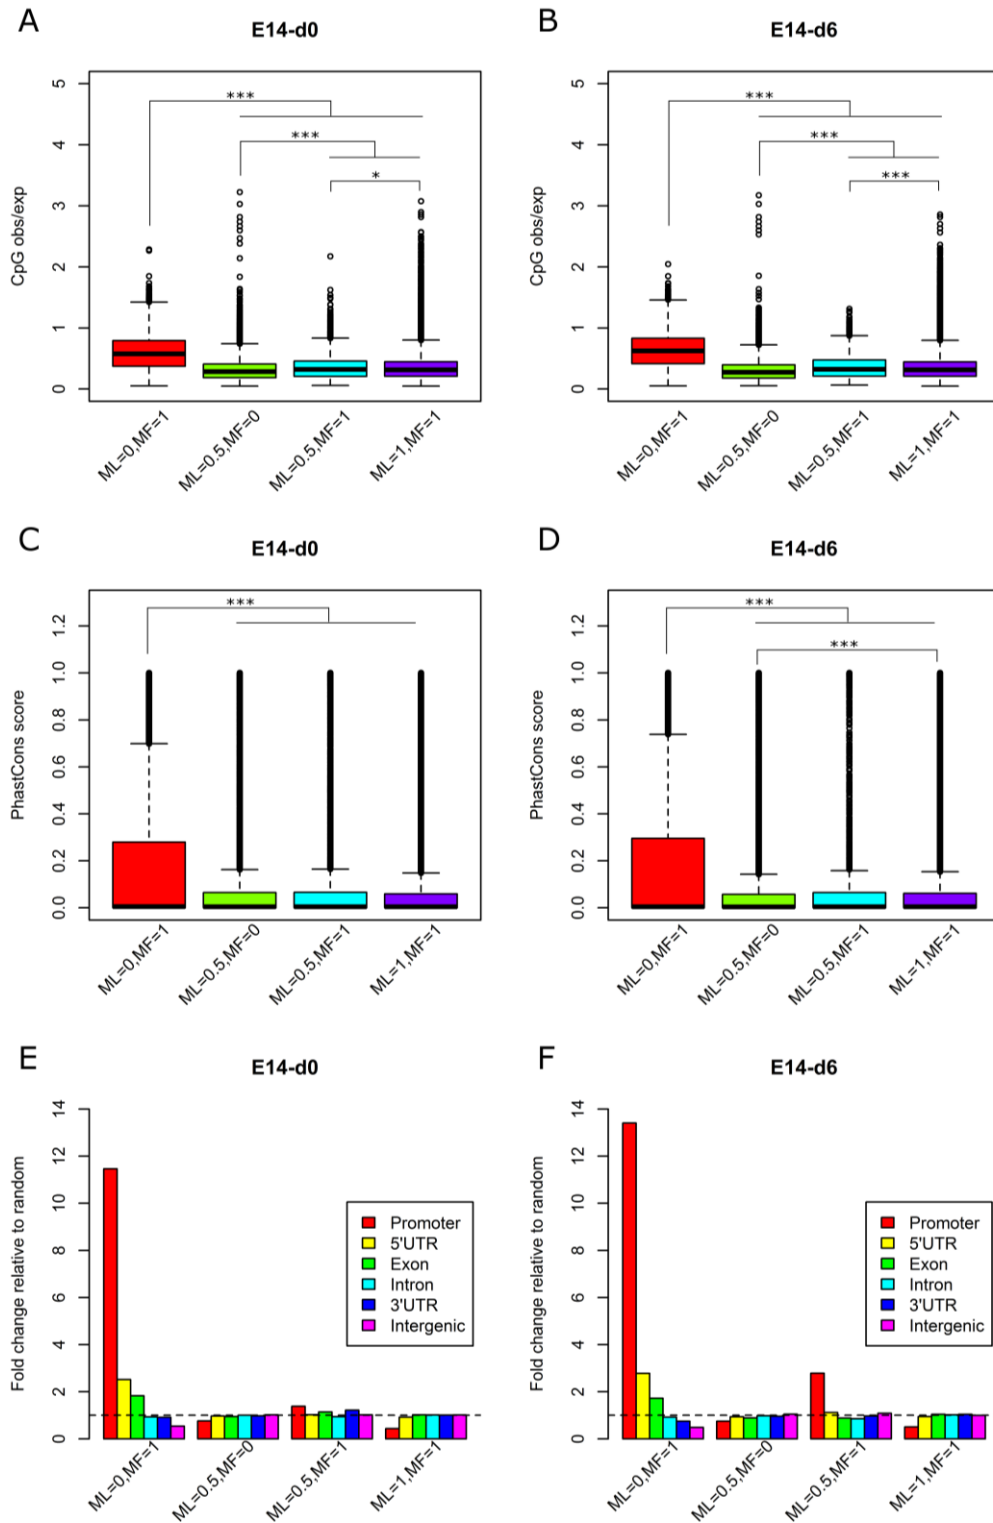 A
E14-d0
CpG obs/exp
5
4
3
2
1
0
***
***
*
ML=0,MF=1
ML=0.5,MF=0
ML=0.5,MF=1
ML=1,MF=1
B
E14-d6
CpG obs/exp
5
4
3
2
1
0
***
***
***
ML=0,MF=1
ML=0.5,MF=0
ML=0.5,MF=1
ML=1,MF=1
C
E14-d0
PhastCons score
1.2
1.0
0.8
0.6
0.4
0.2
0.0
***
ML=0,MF=1
ML=0.5,MF=0
ML=0.5,MF=1
ML=1,MF=1
D
E14-d6
PhastCons score
1.2
1.0
0.8
0.6
0.4
0.2
0.0
***
***
ML=0,MF=1
ML=0.5,MF=0
ML=0.5,MF=1
ML=1,MF=1
E
E14-d0
Fold change relative to random
14
12
10
8
6
4
2
0
Promoter
5'UTR
Exon
Intron
3'UTR
Intergenic
ML=0,MF=1
ML=0.5,MF=0
ML=0.5,MF=1
ML=1,MF=1
F
E14-d6
Fold change relative to random
14
12
10
8
6
4
2
0
Promoter
5'UTR
Exon
Intron
3'UTR
Intergenic
ML=0,MF=1
ML=0.5,MF=0
ML=0.5,MF=1
ML=1,MF=1